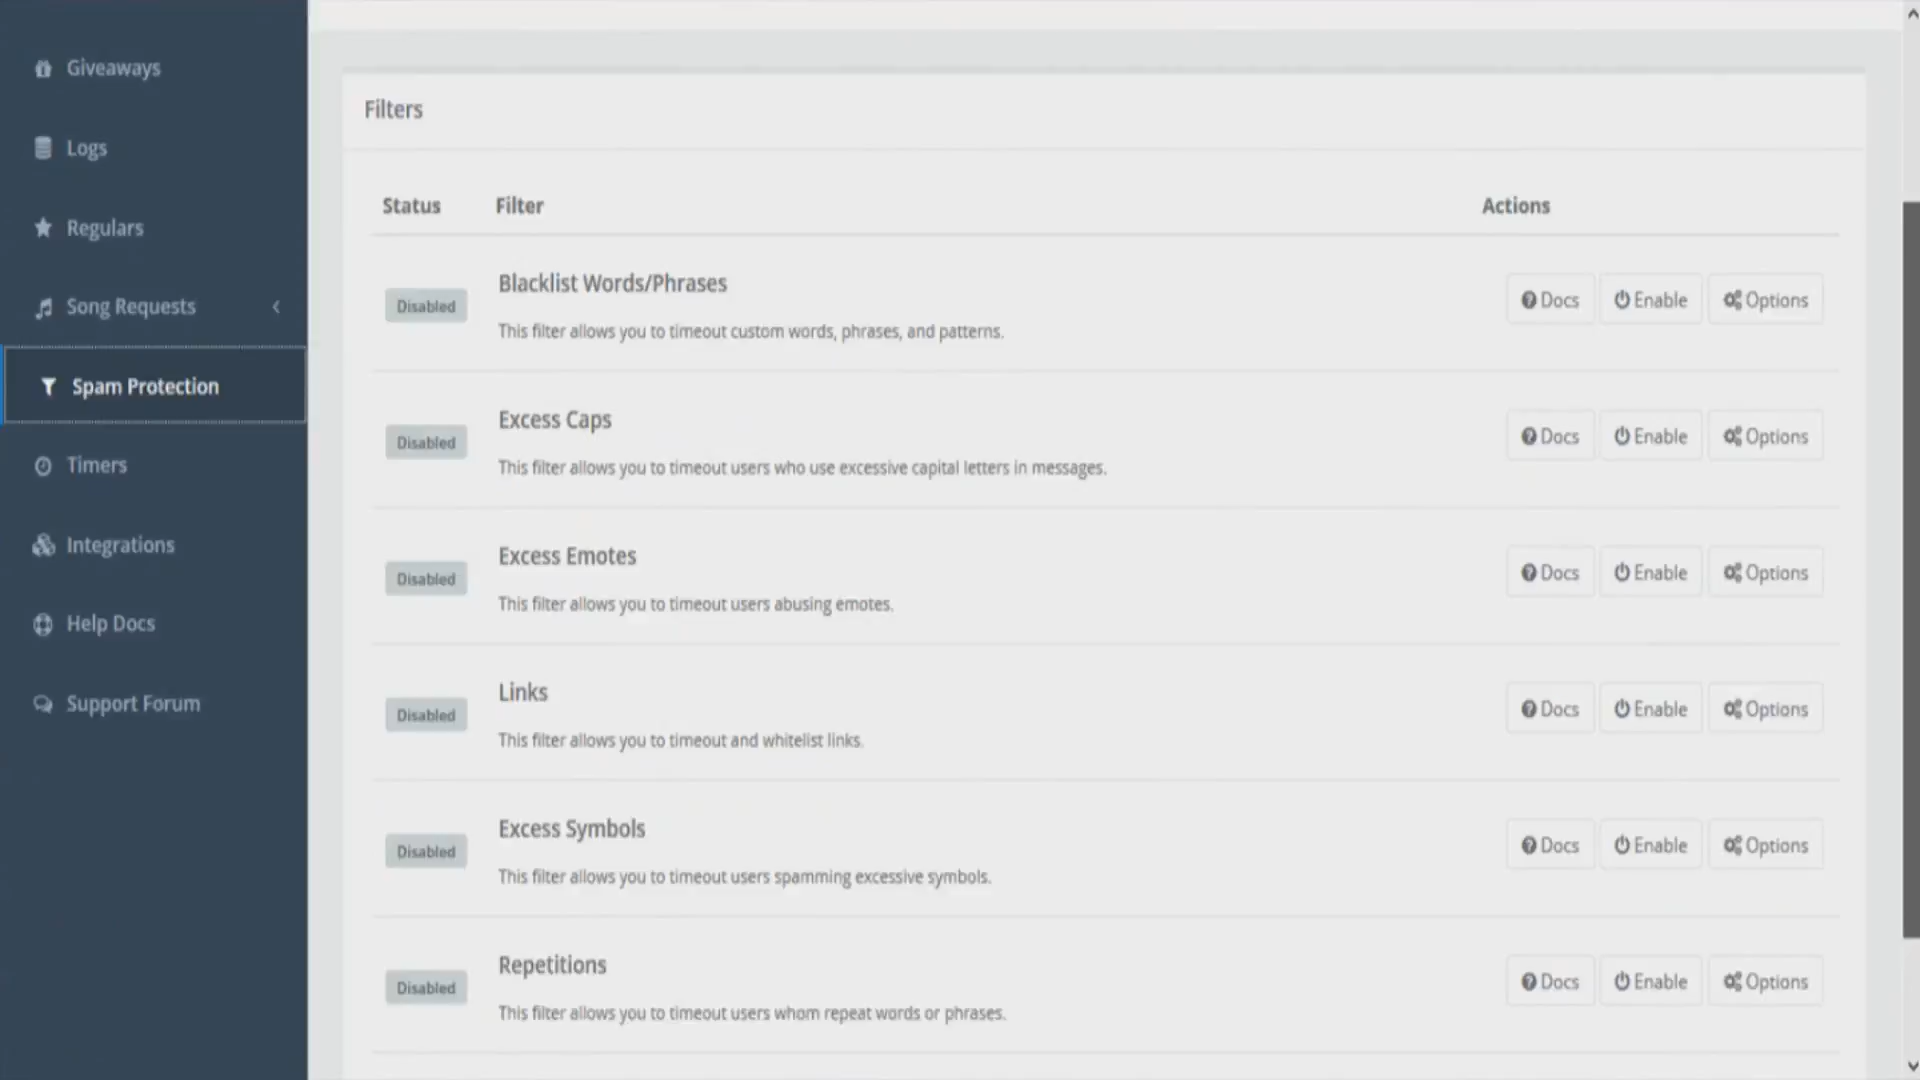 Giveaways
Logs
Regulars
Song Requests
Spam Protection
Timers
Integrations
Help Docs
Support Forum
Filters
Status Filter Actions
Blacklist Words/Phrases
Disabled Docs Enable Options
This filter allows you to timeout custom words, phrases, and patterns.
Excess Caps
Disabled Docs Enable Options
This filter allows you to timeout users who use excessive capital letters in messages.
Excess Emotes
Disabled Docs Enable Options
This filter allows you to timeout users abusing emotes.
Links
Disabled Docs Enable Options
This filter allows you to timeout and whitelist links.
Excess Symbols
Disabled Docs Enable Options
This filter allows you to timeout users spamming excessive symbols.
Repetitions
Disabled Docs Enable Options
This filter allows you to timeout users whom repeat words or phrases.